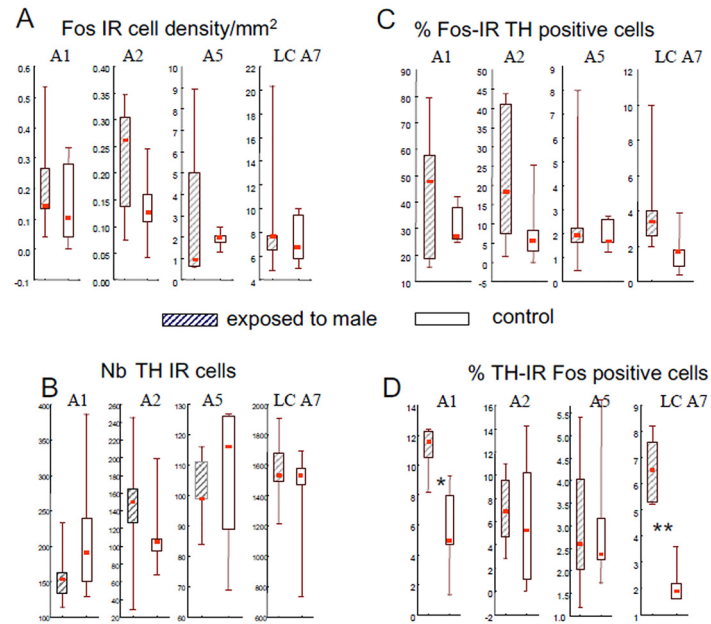 A
Fos IR cell density/mm2
A1 A2 A5 LC A7
0.6 0.5 0.4 0.3 0.2 0.1 0.0 -0.1
0.40 0.35 0.30 0.25 0.20 0.15 0.10 0.05 0.00
10 9 8 7 6 5 4 3 2 1 0
22 20 18 16 14 12 10 8 6 4
C
% Fos-IR TH positive cells
A1 A2 A5 LC A7
90 80 70 60 50 40 30 20 10
50 45 40 35 30 25 20 15 10 5 0 -5
9 8 7 6 5 4 3 2 1 0
12 10 8 6 4 2 0
exposed to male
control
B
Nb TH IR cells
A1 A2 A5 LC A7
400 350 300 250 200 150 100
260 240 220 200 180 160 140 120 100 80 60 40 20
130 120 110 100 90 80 70 60
2000 1800 1600 1400 1200 1000 800 600
D
% TH-IR Fos positive cells
A1 A2 A5 LC A7
14 12 10 8 6 4 2 0
16 14 12 10 8 6 4 2 0 -2
5.5 5.0 4.5 4.0 3.5 3.0 2.5 2.0 1.5 1.0
9 8 7 6 5 4 3 2 1
*
**